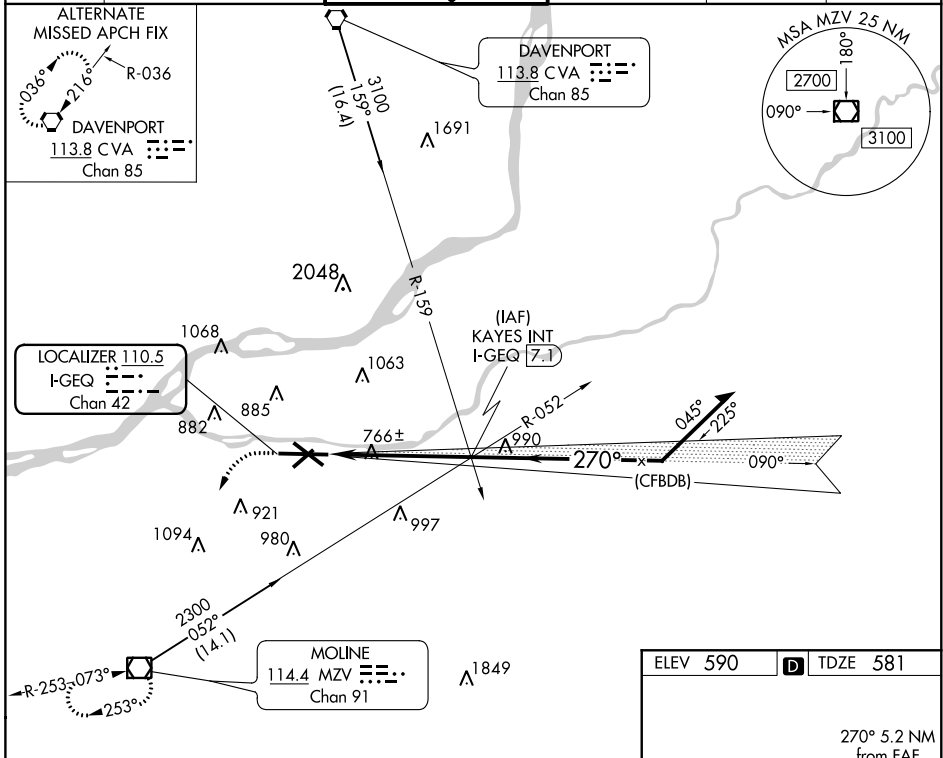 ALTERNATE
MISSED APCH FIX
R-036
036°
216°
DAVENPORT
113.8 CVA
Chan 85
DAVENPORT
113.8 CVA
Chan 85
3100
159°
(16.4)
MSA MZV 25 NM
180°
2700
090°
3100
1691
2048
R-159
(IAF)
KAYES INT
I-GEQ 7.1
1068
LOCALIZER 110.5
I-GEQ
Chan 42
1063
885
882
R-052
045°
225°
766±
990
270°
x
090°
(CFBDB)
921
997
1094
980
2300
052°
(14.1)
R-253
073°
253°
MOLINE
114.4 MZV
Chan 91
1849
ELEV 590 D TDZE 581
270° 5.2 NM
from FAF